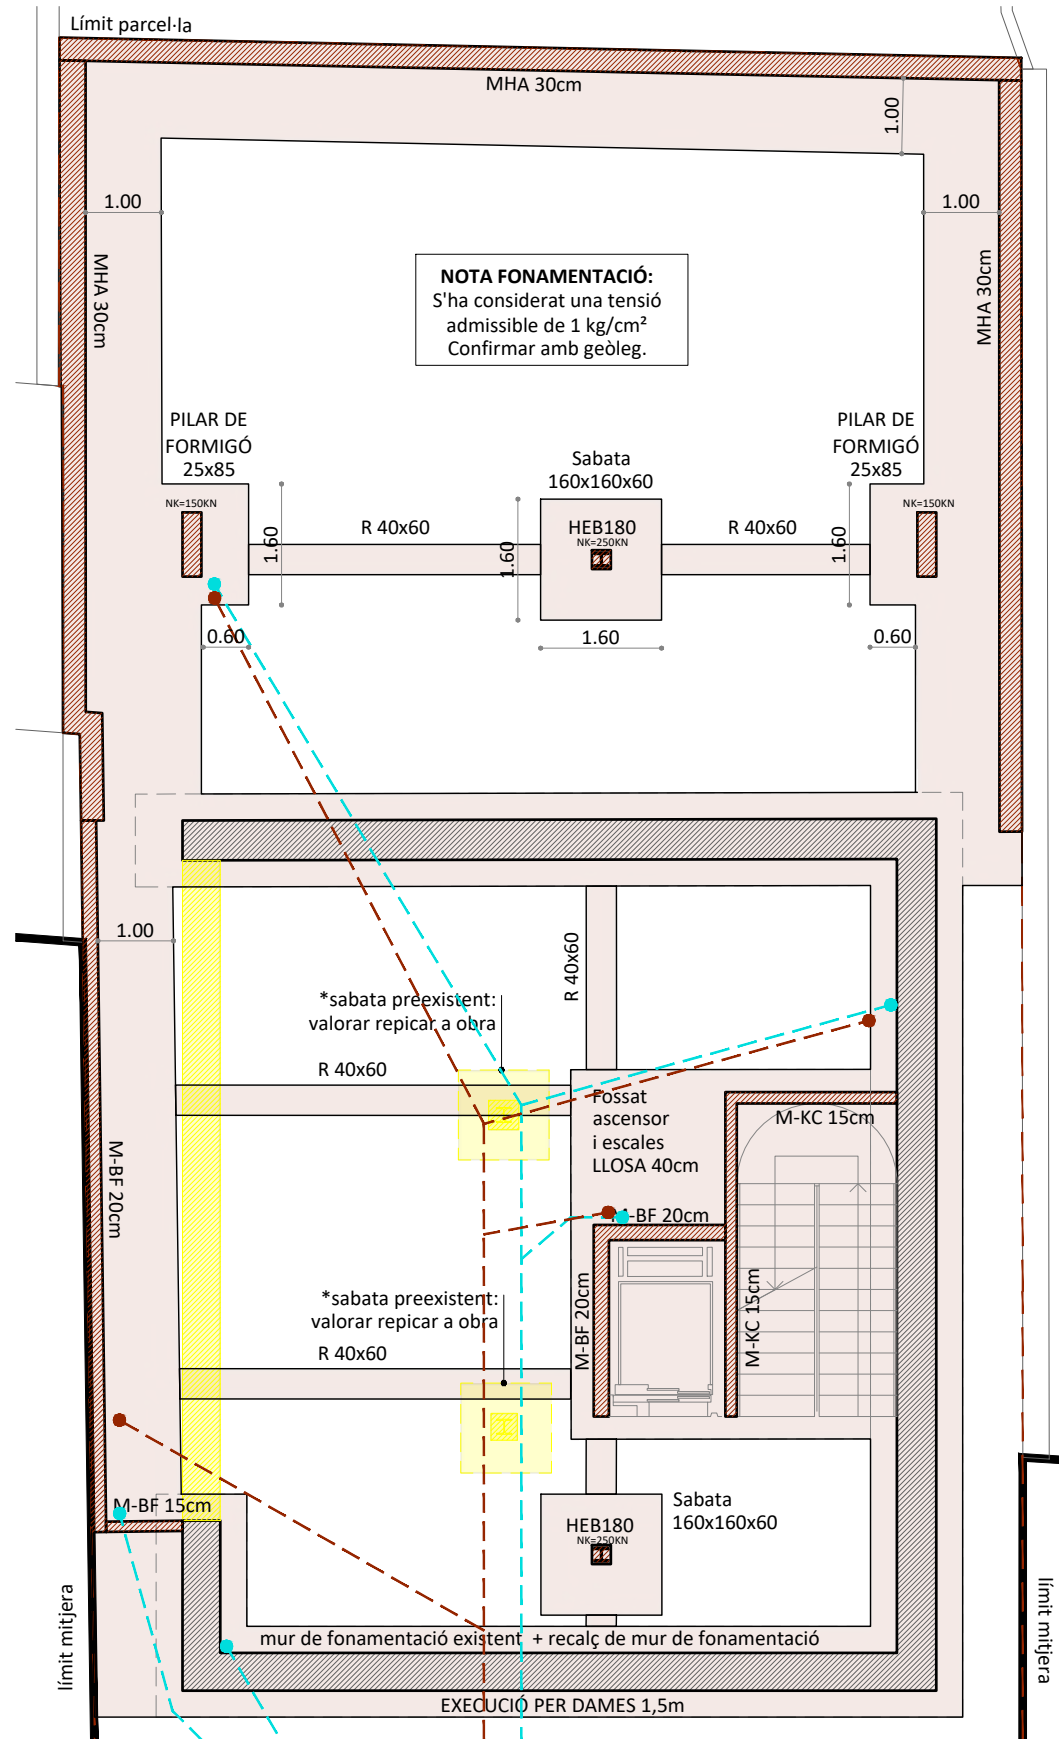 Límit parcel·la
MHA 30cm
1.00
1.00
1.00
MHA 30cm
MHA 30cm
NOTA FONAMENTACIÓ:
S'ha considerat una tensió
admissible de 1 kg/cm²
Confirmar amb geòleg.
PILAR DE
FORMIGÓ
25x85
NK=150KN
PILAR DE
FORMIGÓ
25x85
NK=150KN
Sabata
160x160x60
R 40x60
HEB180
NK=250KN
R 40x60
1.60
1.60
1.60
0.60
1.60
0.60
1.00
R 40x60
*sabata preexistent:
valorar repicar a obra
R 40x60
Fossat
ascensor
i escales
LLOSA 40cm
M-KC 15cm
M-BF 20cm
M-BF 20cm
M-BF 20cm
M-KC 15cm
*sabata preexistent:
valorar repicar a obra
R 40x60
M-BF 15cm
Sabata
160x160x60
HEB180
NK=250KN
límit mitjera
límit mitjera
mur de fonamentació existent + recalç de mur de fonamentació
EXECUCIÓ PER DAMES 1,5m